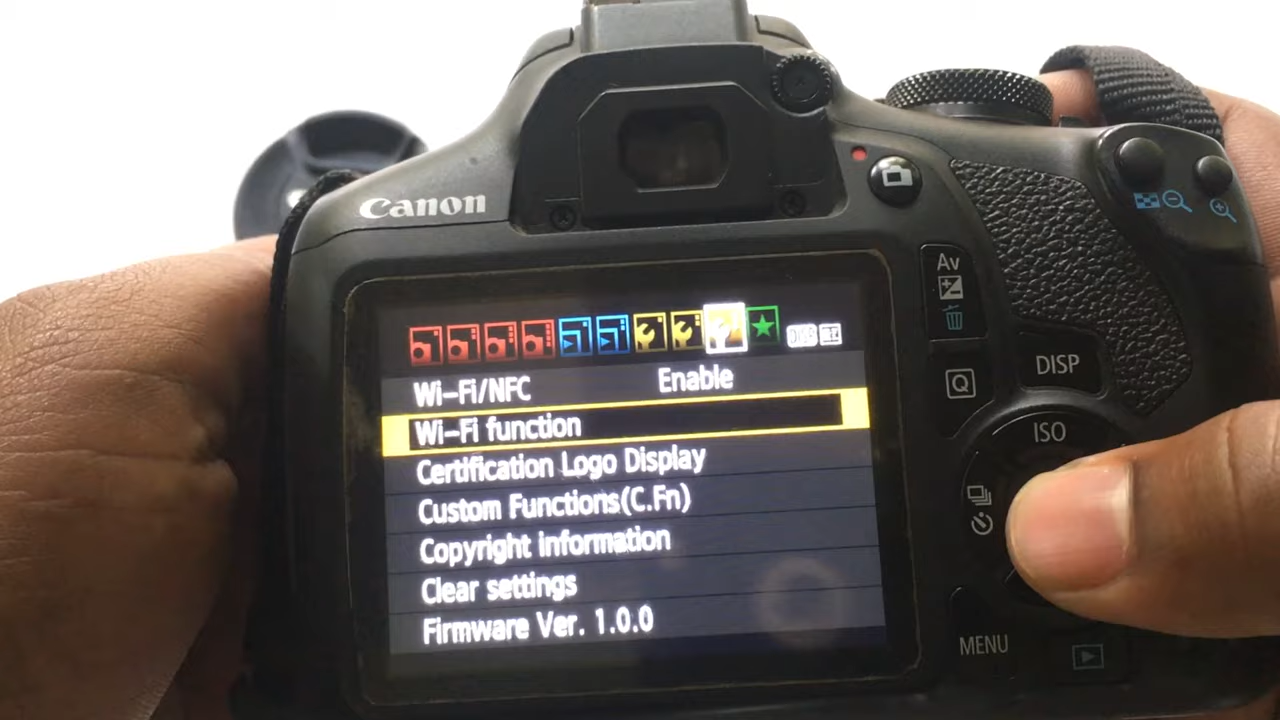 Canon
Av
Q
DISP
ISO
MENU
Wi-Fi/NFC Enable
Wi-Fi function
Certification Logo Display
Custom Functions(C.Fn)
Copyright information
Clear settings
Firmware Ver. 1.0.0